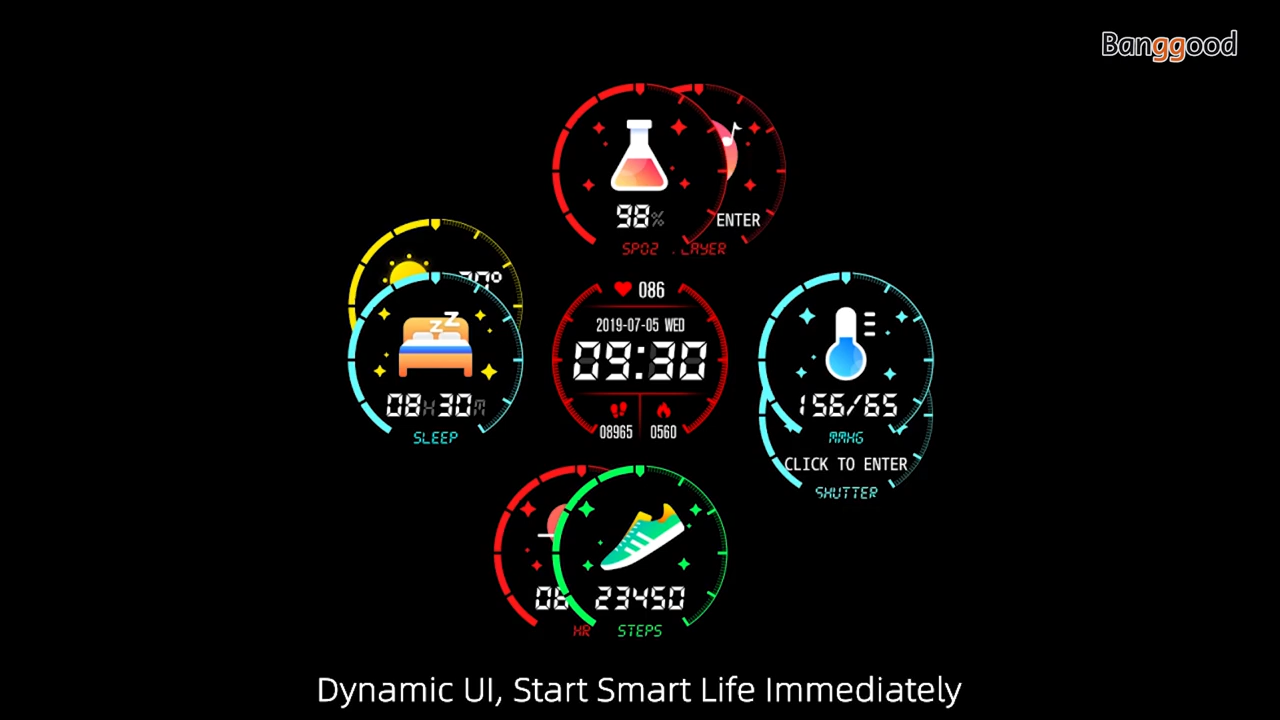 Banggood
98%
ENTER
SPO2
LAYER
086
2019-07-05 WED
09:30
08965
0560
08H30M
SLEEP
156/65
MMHG
CLICK TO ENTER
SHUTTER
23450
HR
STEPS
Dynamic UI, Start Smart Life Immediately